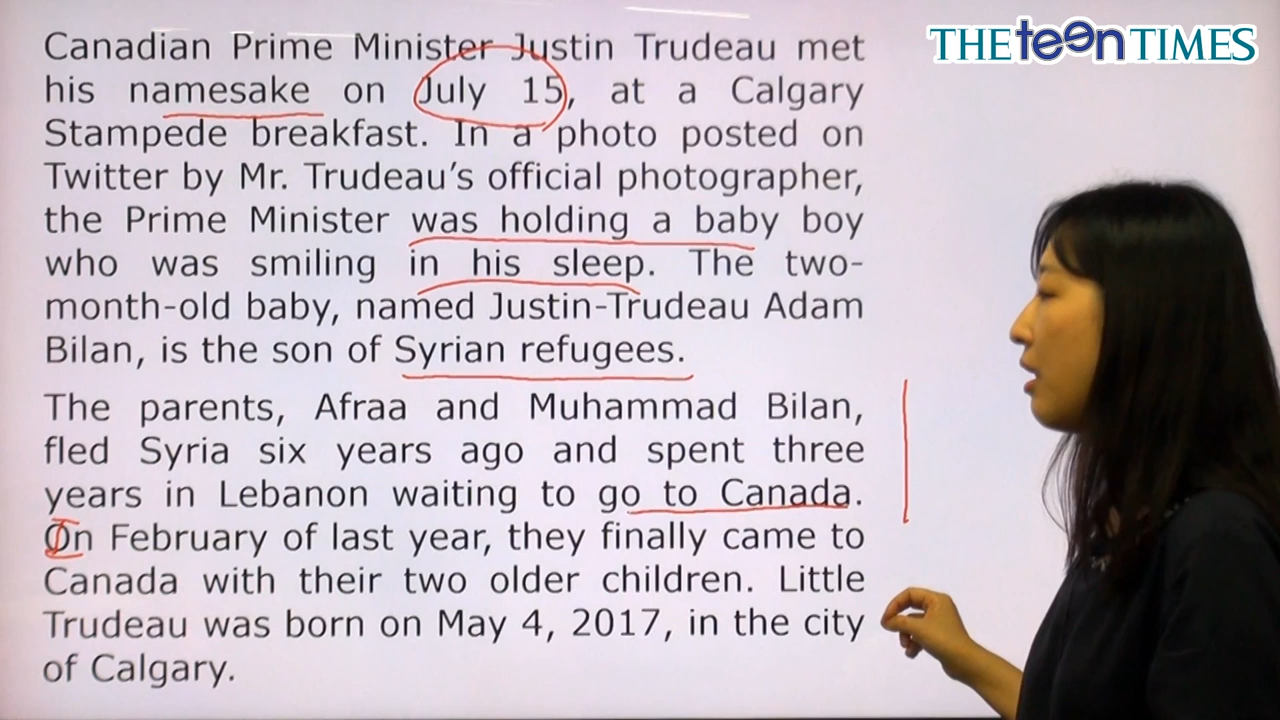 THE teen TIMES
Canadian Prime Minister Justin Trudeau met
his namesake on July 15, at a Calgary
Stampede breakfast. In a photo posted on
Twitter by Mr. Trudeau's official photographer,
the Prime Minister was holding a baby boy
who was smiling in his sleep. The two-
month-old baby, named Justin-Trudeau Adam
Bilan, is the son of Syrian refugees.
The parents, Afraa and Muhammad Bilan,
fled Syria six years ago and spent three
years in Lebanon waiting to go to Canada.
On February of last year, they finally came to
Canada with their two older children. Little
Trudeau was born on May 4, 2017, in the city
of Calgary.